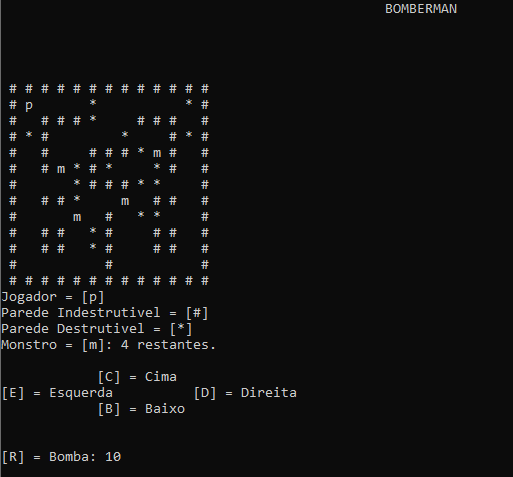 BOMBERMAN
 # # # # # # # # # # # # #
 # p       *           * #
 #   # # # *     # # #   #
 # * #         *     # * #
 #   #     # # # * m #   #
 #   # m * # *     * #   #
 #       * # # # * *     #
 #   # # *     m   # #   #
 #       m   #   * *     #
 #   # #   * #     # #   #
 #   # #   * #     # #   #
 #           #           #
 # # # # # # # # # # # # #
Jogador = [p]
Parede Indestrutivel = [#]
Parede Destrutivel = [*]
Monstro = [m]: 4 restantes.
            [C] = Cima
[E] = Esquerda          [D] = Direita
            [B] = Baixo
[R] = Bomba: 10